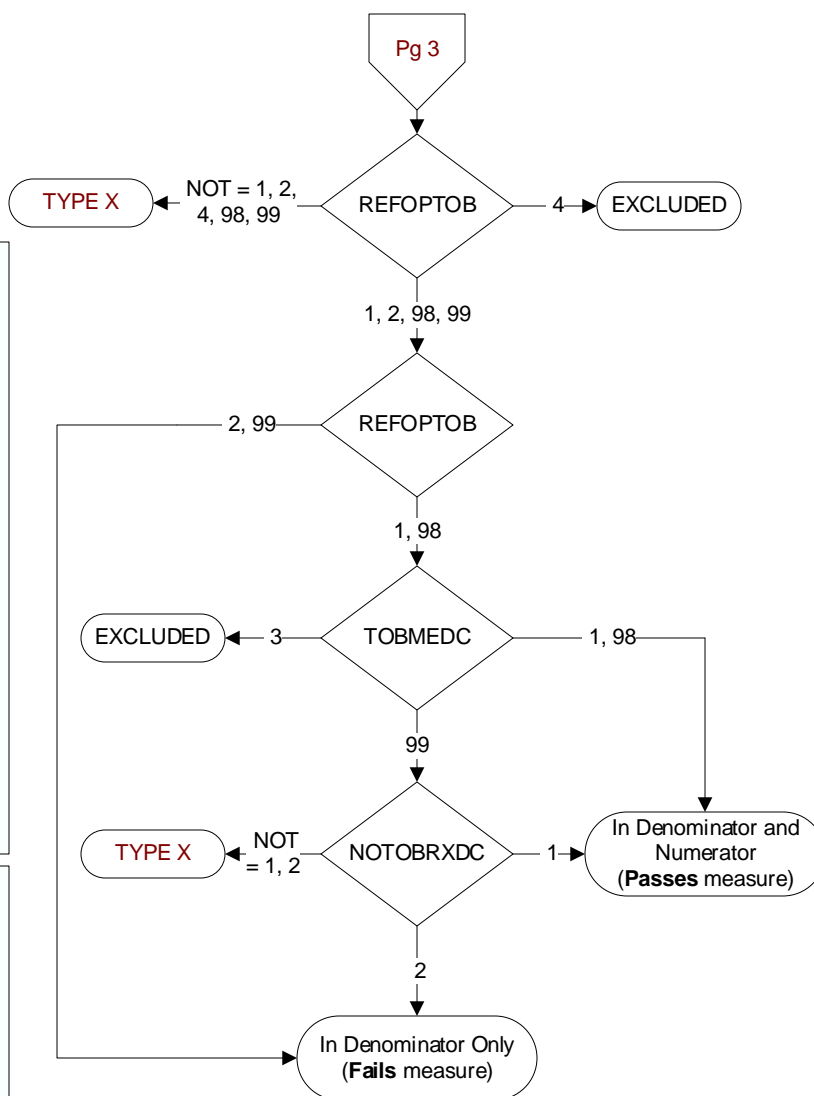 Pg 3
TYPE X
NOT = 1, 2,
4, 98, 99
REFOPTOB
4
EXCLUDED
1, 2, 98, 99
2, 99
REFOPTOB
1, 98
EXCLUDED
3
TOBMEDC
1, 98
99
TYPE X
NOT
= 1, 2
NOTOBRXDC
1
In Denominator and
Numerator
(Passes measure)
2
In Denominator Only
(Fails measure)